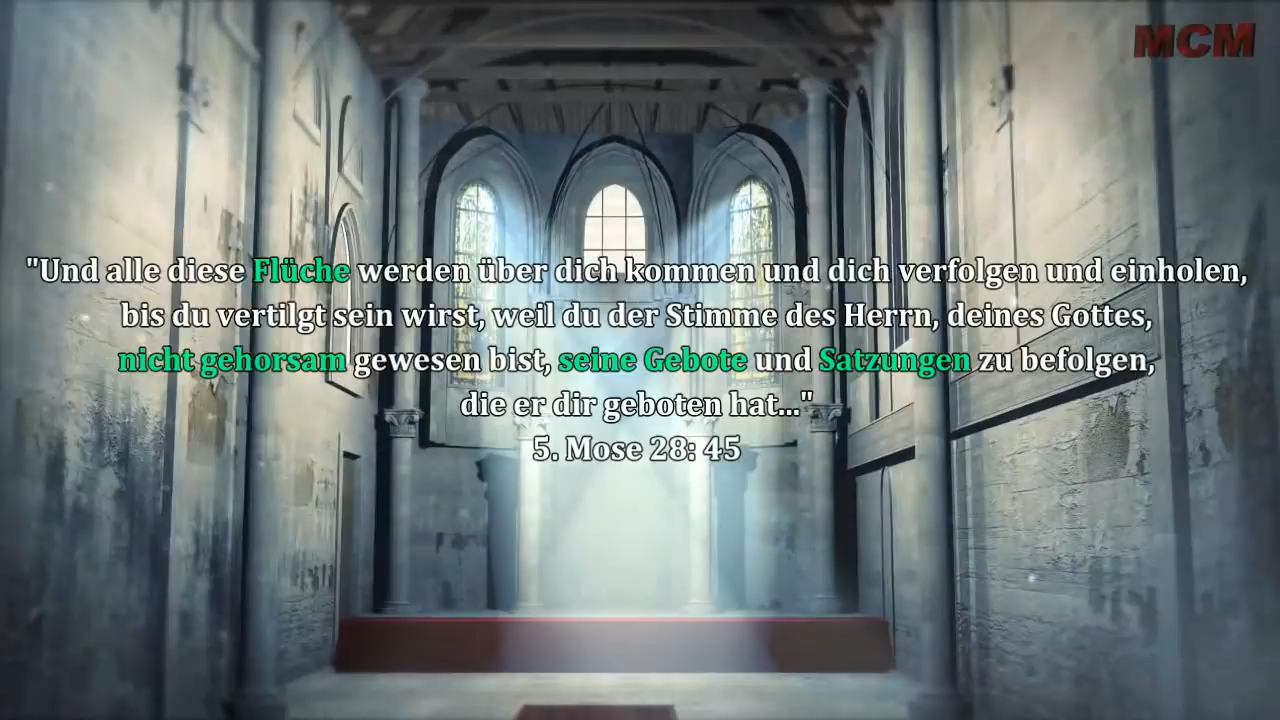 MCM
"Und alle diese Flüche werden über dich kommen und dich verfolgen und einholen,
bis du vertilgt sein wirst, weil du der Stimme des Herrn, deines Gottes,
nicht gehorsam gewesen bist, seine Gebote und Satzungen zu befolgen,
die er dir geboten hat..."
5. Mose 28: 45